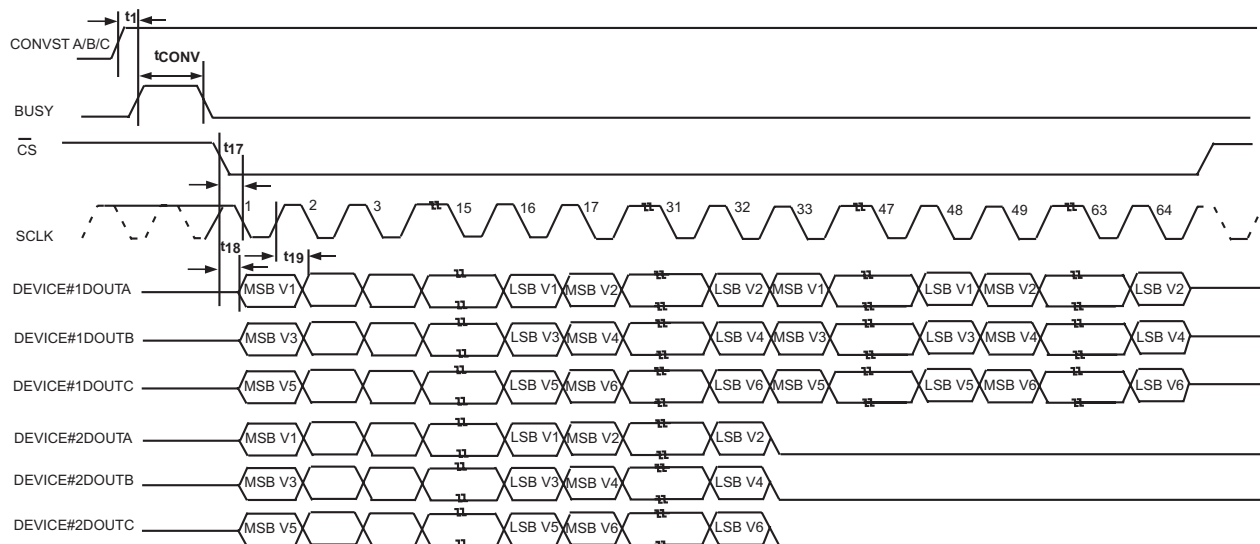 t1
CONVST A/B/C
tCONV
BUSY
CS
t17
SCLK
1 2 3 15 16 17 31 32 33 47 48 49 63 64
t18
t19
DEVICE#1DOUTA MSB V1 LSB V1 MSB V2 LSB V2 MSB V1 LSB V1 MSB V2 LSB V2
DEVICE#1DOUTB MSB V3 LSB V3 MSB V4 LSB V4 MSB V3 LSB V3 MSB V4 LSB V4
DEVICE#1DOUTC MSB V5 LSB V5 MSB V6 LSB V6 MSB V5 LSB V5 MSB V6 LSB V6
DEVICE#2DOUTA MSB V1 LSB V1 MSB V2 LSB V2
DEVICE#2DOUTB MSB V3 LSB V3 MSB V4 LSB V4
DEVICE#2DOUTC MSB V5 LSB V5 MSB V6 LSB V6